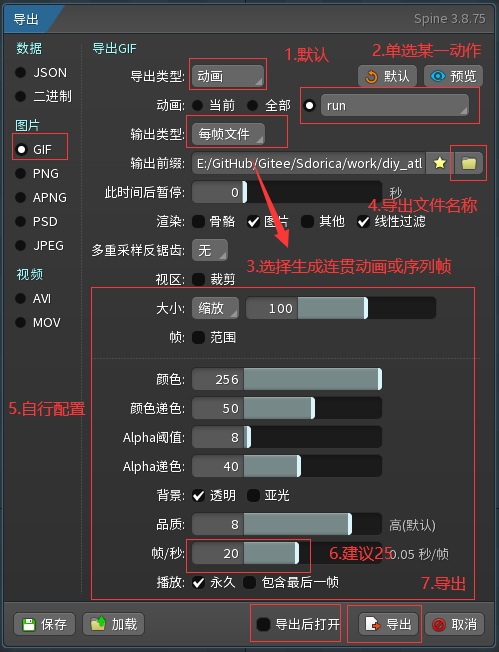 导出 Spine 3.8.75
数据 导出GIF
1.默认 2.单选某一动作
JSON 导出类型: 动画 默认 预览
二进制 动画: 当前 全部 run
图片
GIF 输出类型: 每帧文件
PNG 输出前缀: E:/GitHub/Gitee/Sdorica/work/diy_atl
APNG 此时间后暂停: 0 秒
4.导出文件名称
PSD 渲染: 骨骼 图片 其他 线性过滤
JPEG 多重采样反锯齿: 无
3.选择生成连贯动画或序列帧
视频 视区: 裁剪
AVI 大小: 缩放 100
MOV 帧: 范围
颜色: 256
5.自行配置 颜色递色: 50
Alpha阈值: 8
Alpha递色: 40
背景: 透明 亚光
品质: 8 高(默认)
帧/秒: 20 6.建议25 0.05 秒/帧
播放: 永久 包含最后一帧 7.导出
保存 加载 导出后打开 导出 取消